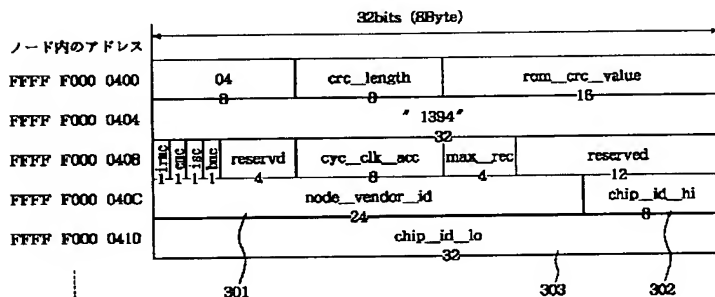 32bits (8Byte)
ノード内のアドレス
FFFF F000 0400 04 8 crc_length 8 rom_crc_value 16
FFFF F000 0404 " 1394" 32
FFFF F000 0408 irmc 1 cmc 1 isc 1 bmc 1 reservd 4 cyc_clk_acc 8 max_rec 4 reserved 12
FFFF F000 040C node_vendor_id 24 chip_id_hi 8
FFFF F000 0410 chip_id_lo 32
301 303 302